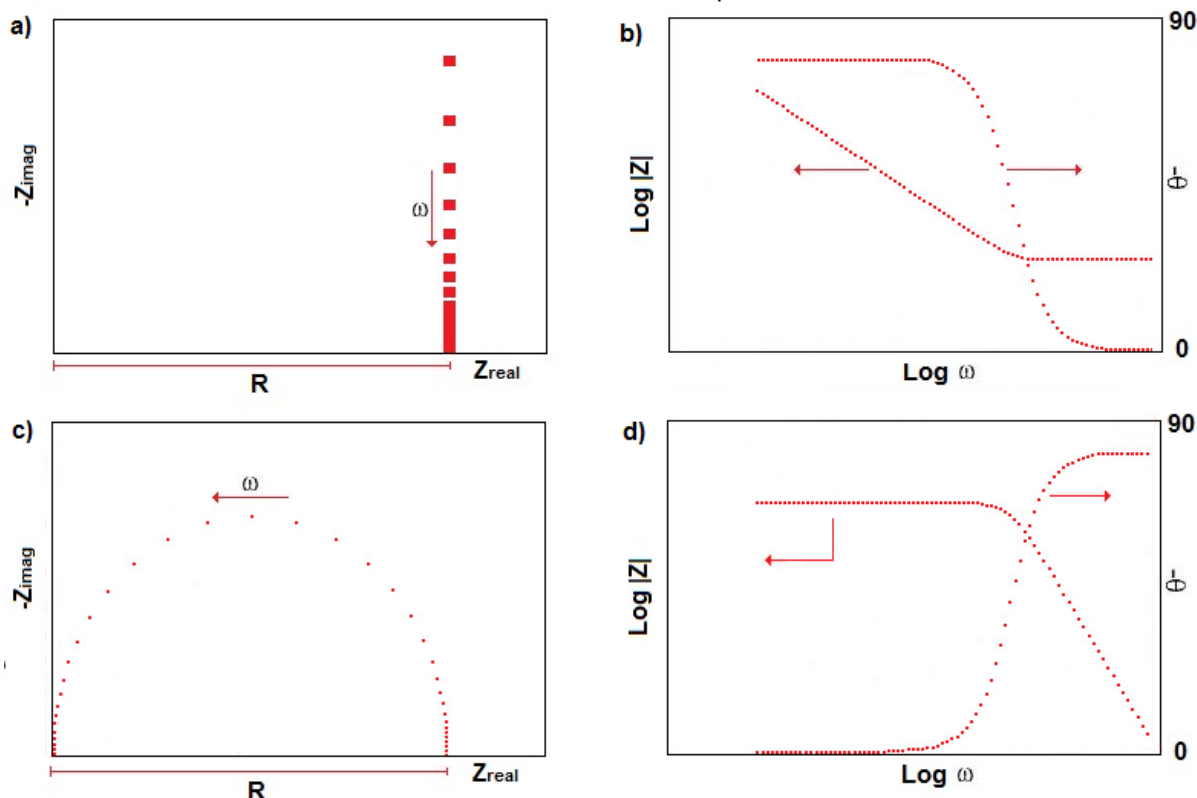 a)
-Zimag
ω
R
Zreal
b)
90
Log |Z|
-θ
0
Log ω
c)
ω
-Zimag
R
Zreal
d)
90
Log |Z|
-θ
0
Log ω